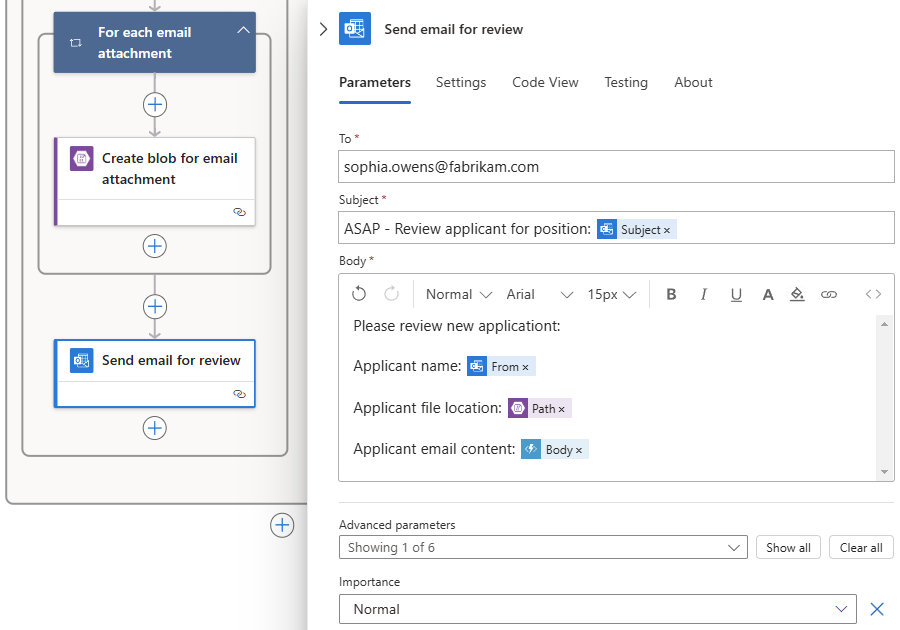 For each email
attachment
Create blob for email
attachment
Send email for review
Send email for review
Parameters Settings Code View Testing About
To *
sophia.owens@fabrikam.com
Subject *
ASAP - Review applicant for position: Subject ×
Body *
Normal Arial 15px B I U A
Please review new applicationt:
Applicant name: From ×
Applicant file location: Path ×
Applicant email content: Body ×
Advanced parameters
Showing 1 of 6 Show all Clear all
Importance
Normal